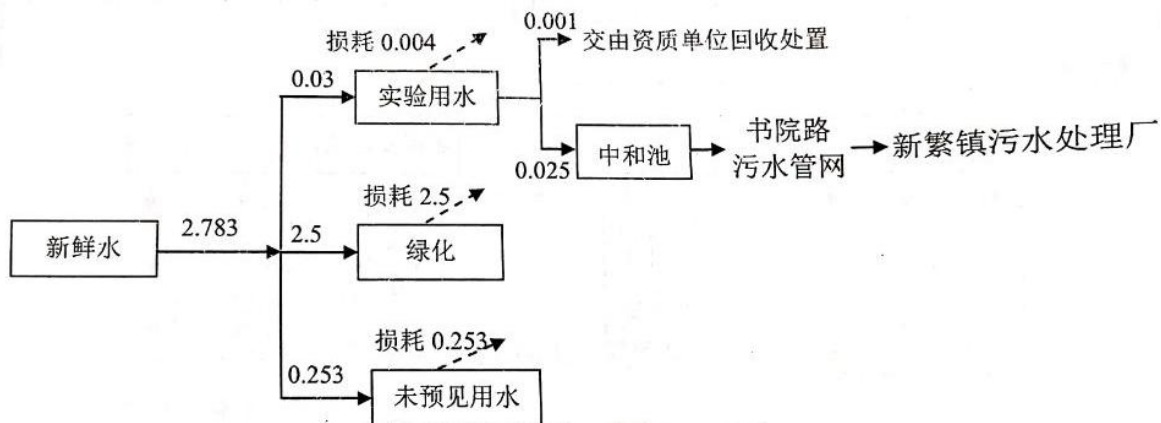 0.001
损耗 0.004
交由资质单位回收处置
0.03
实验用水
书院路
污水管网
新繁镇污水处理厂
中和池
0.025
损耗 2.5
2.783
2.5
新鲜水
绿化
损耗 0.253
0.253
未预见用水